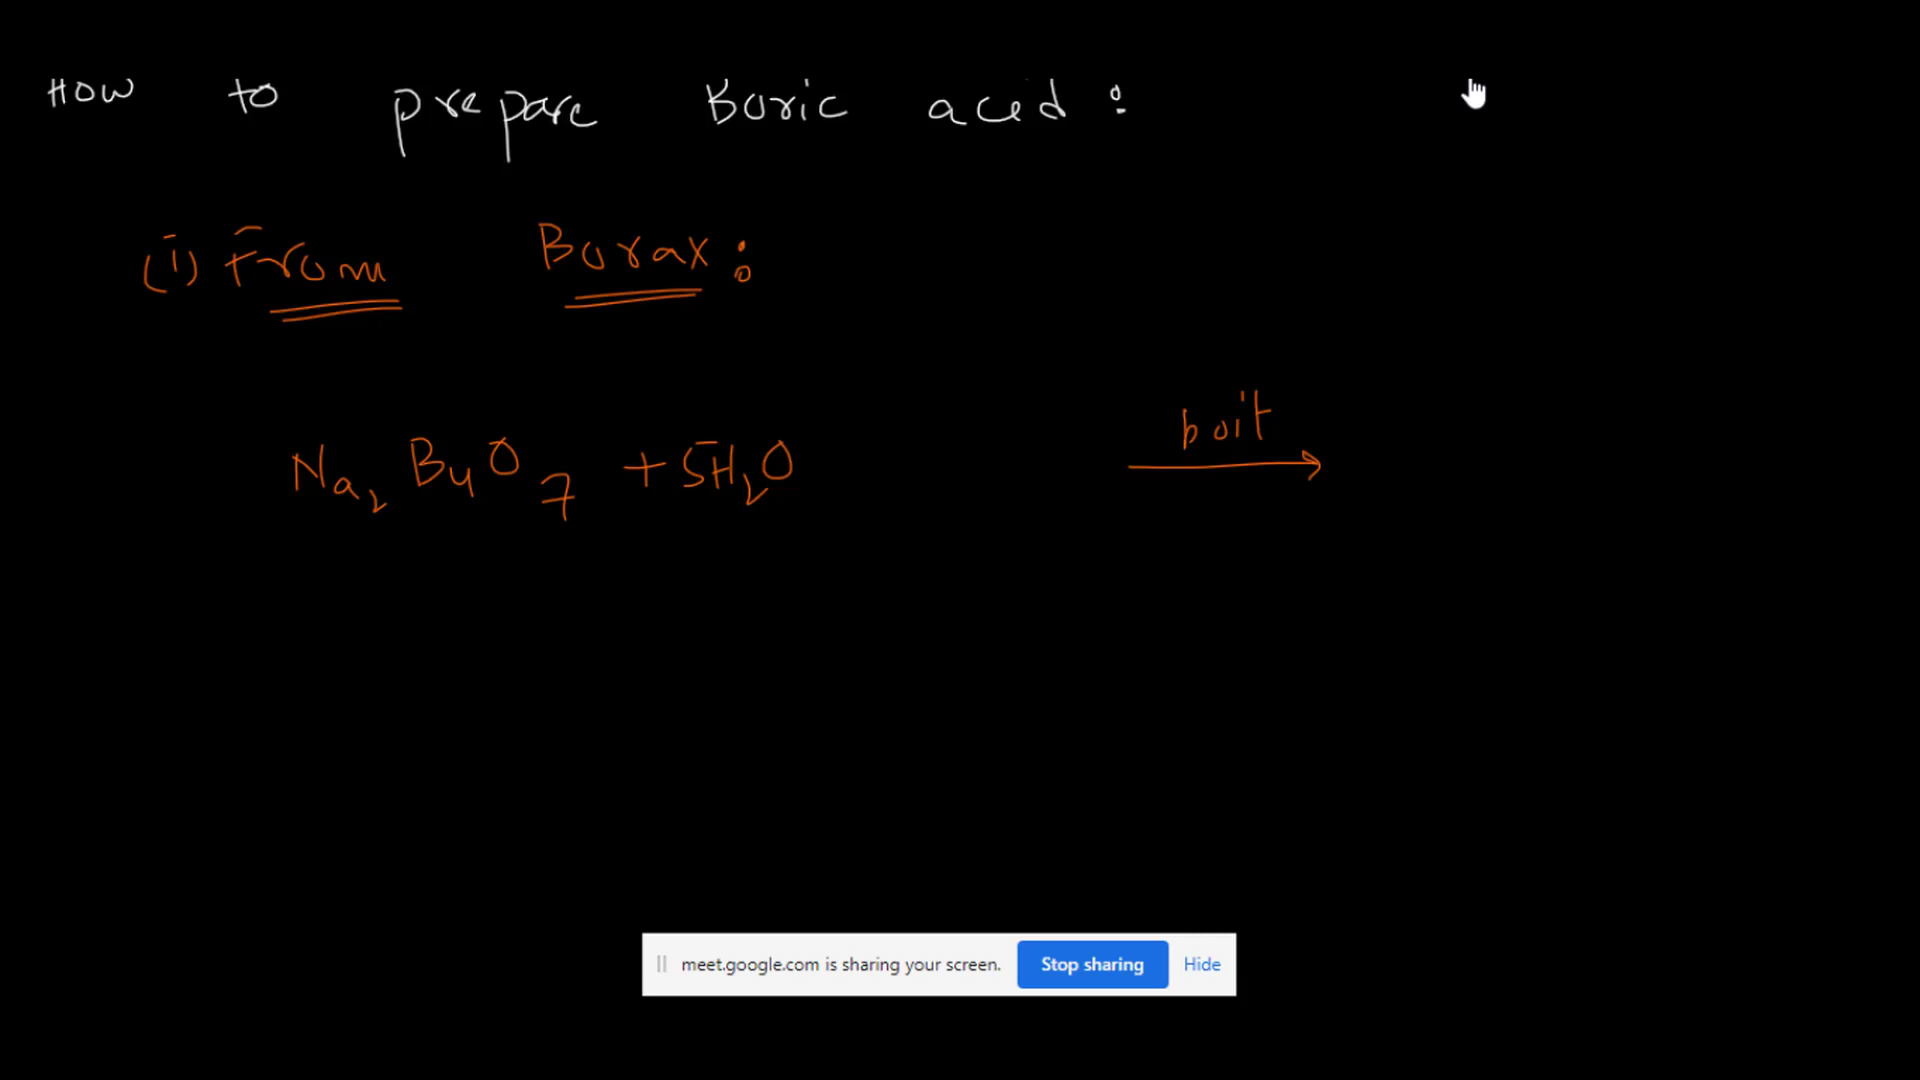 How to prepare Boric acid:
(i) From Borax:
boil
Na₂B₄O₇ + 5H₂O →
meet.google.com is sharing your screen. Stop sharing Hide